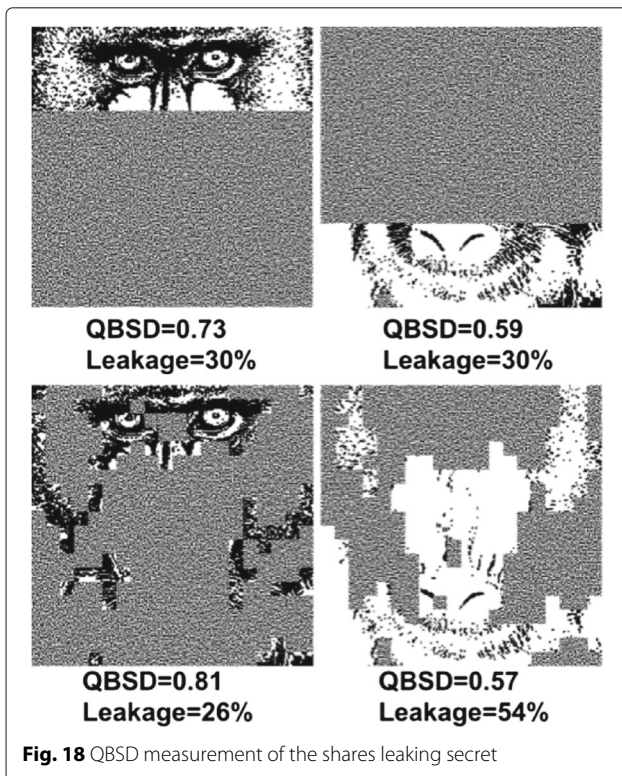 QBSD=0.73
Leakage=30%
QBSD=0.59
Leakage=30%
QBSD=0.81
Leakage=26%
QBSD=0.57
Leakage=54%
Fig. 18 QBSD measurement of the shares leaking secret